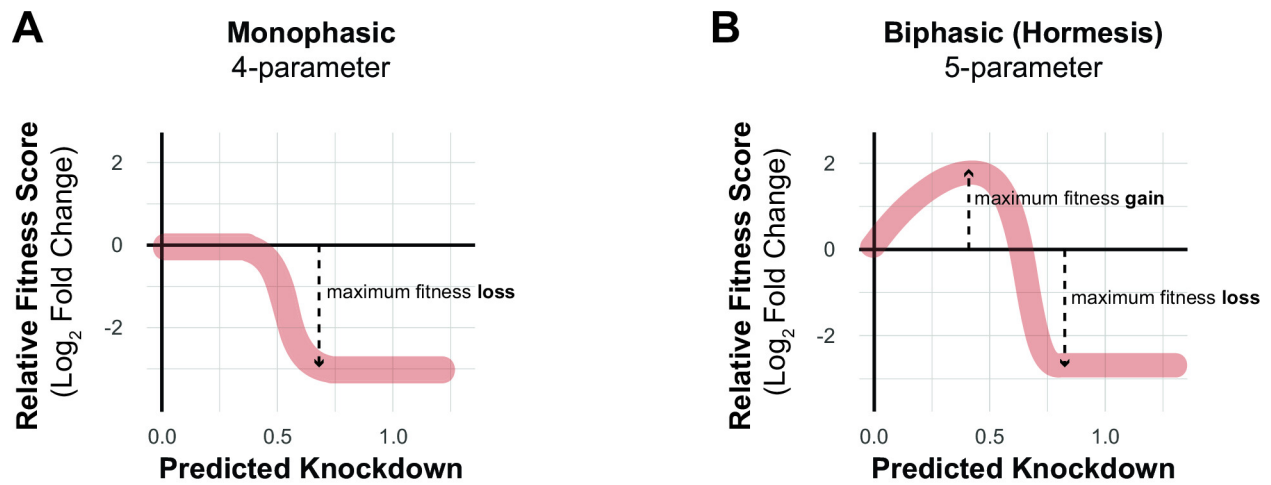 A
Monophasic
4-parameter
Relative Fitness Score
(Log2 Fold Change)
2
0
-2
maximum fitness loss
0.0 0.5 1.0
Predicted Knockdown
B
Biphasic (Hormesis)
5-parameter
Relative Fitness Score
(Log2 Fold Change)
2
0
-2
maximum fitness gain
maximum fitness loss
0.0 0.5 1.0
Predicted Knockdown